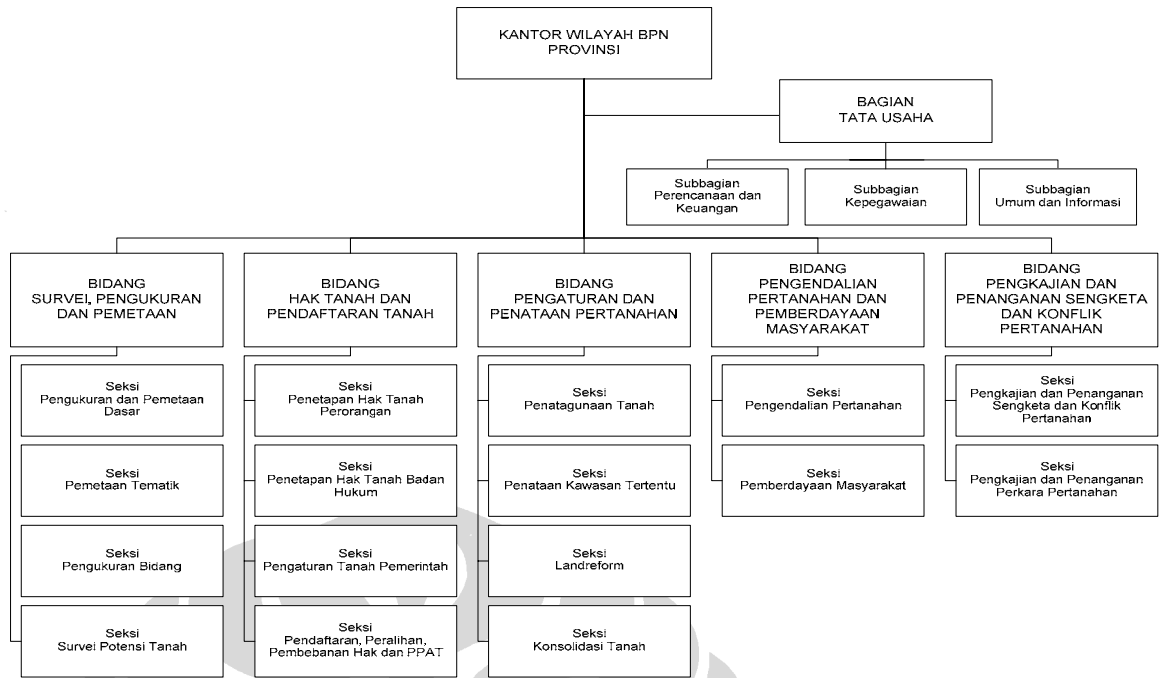 KANTOR WILAYAH BPN
PROVINSI
BAGIAN
TATA USAHA
Subbagian
Perencanaan dan
Keuangan
Subbagian
Kepegawaian
Subbagian
Umum dan Informasi
BIDANG
SURVEI, PENGUKURAN
DAN PEMETAAN
BIDANG
HAK TANAH DAN
PENDAFTARAN TANAH
BIDANG
PENGATURAN DAN
PENATAAN PERTANAHAN
BIDANG
PENGENDALIAN
PERTANAHAN DAN
PEMBERDAYAAN
MASYARAKAT
BIDANG
PENGKAJIAN DAN
PENANGANAN SENGKETA
DAN KONFLIK
PERTANAHAN
Seksi
Pengukuran dan Pemetaan
Dasar
Seksi
Penetapan Hak Tanah
Perorangan
Seksi
Penatagunaan Tanah
Seksi
Pengendalian Pertanahan
Seksi
Pengkajian dan Penanganan
Sengketa dan Konflik
Pertanahan
Seksi
Pemetaan Tematik
Seksi
Penetapan Hak Tanah Badan
Hukum
Seksi
Penataan Kawasan Tertentu
Seksi
Pemberdayaan Masyarakat
Seksi
Pengkajian dan Penanganan
Perkara Pertanahan
Seksi
Pengukuran Bidang
Seksi
Pengaturan Tanah Pemerintah
Seksi
Landreform
Seksi
Survei Potensi Tanah
Seksi
Pendaftaran, Peralihan,
Pembebanan Hak dan PPAT
Seksi
Konsolidasi Tanah